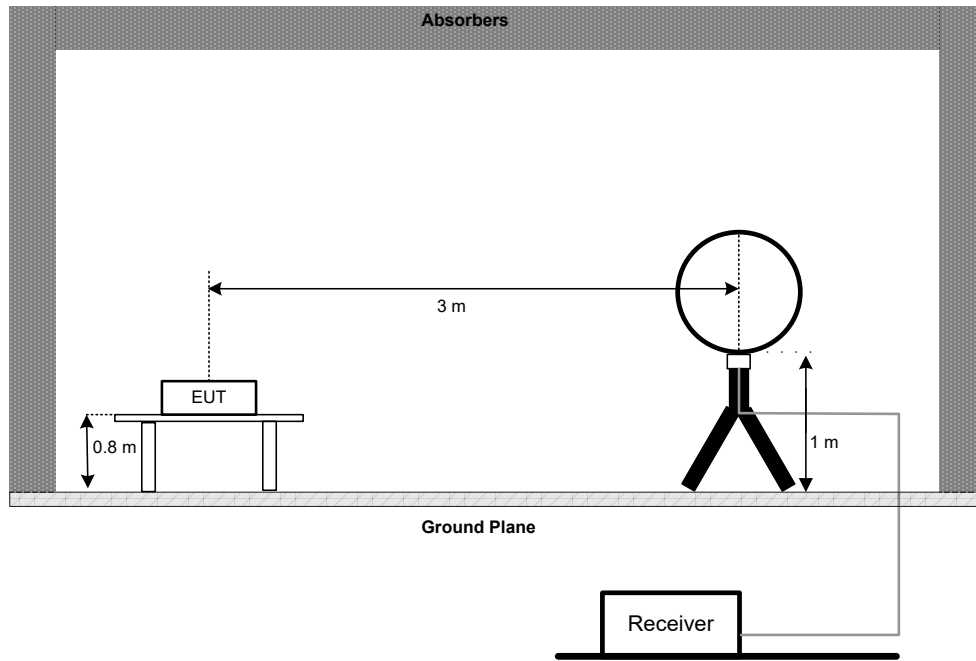 Absorbers
3 m
EUT
0.8 m
1 m
Ground Plane
Receiver